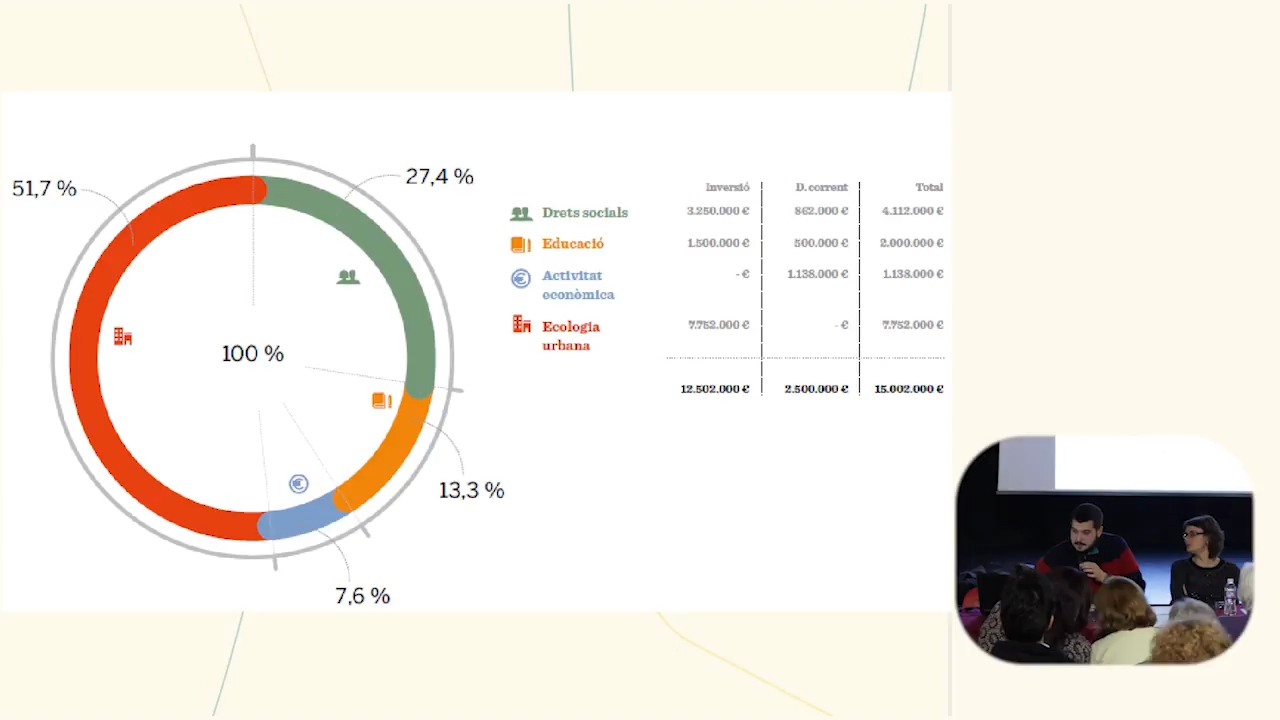 51,7 %
27,4 %
100 %
13,3 %
7,6 %
Inversió D. corrent Total
Drets socials 3.250.000 € 862.000 € 4.112.000 €
Educació 1.500.000 € 500.000 € 2.000.000 €
Activitat
econòmica - € 1.138.000 € 1.138.000 €
Ecologia
urbana 7.752.000 € - € 7.752.000 €
12.502.000 € 2.500.000 € 15.002.000 €